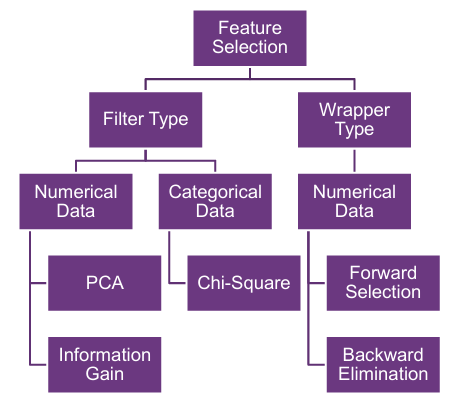 Feature
Selection
Filter Type
Wrapper
Type
Numerical
Data
Categorical
Data
Numerical
Data
PCA
Chi-Square
Forward
Selection
Information
Gain
Backward
Elimination